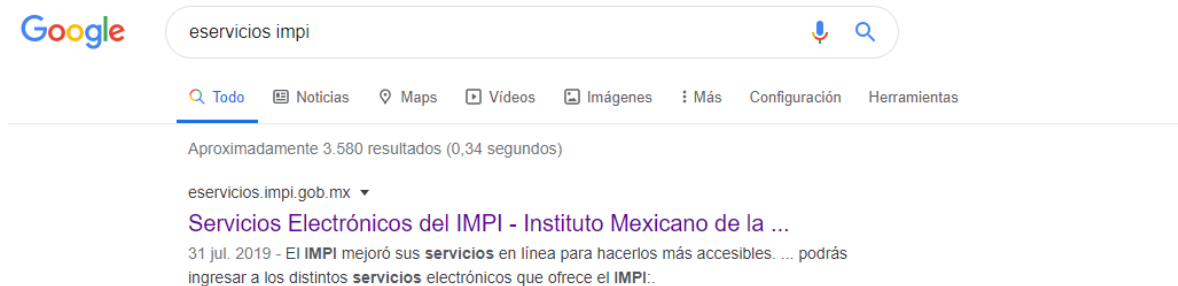 Google
eservicios impi
Todo Noticias Maps Vídeos Imágenes Más Configuración Herramientas
Aproximadamente 3.580 resultados (0,34 segundos)
eservicios.impi.gob.mx
Servicios Electrónicos del IMPI - Instituto Mexicano de la ...
31 jul. 2019 - El IMPI mejoró sus servicios en línea para hacerlos más accesibles. ... podrás
ingresar a los distintos servicios electrónicos que ofrece el IMPI:.